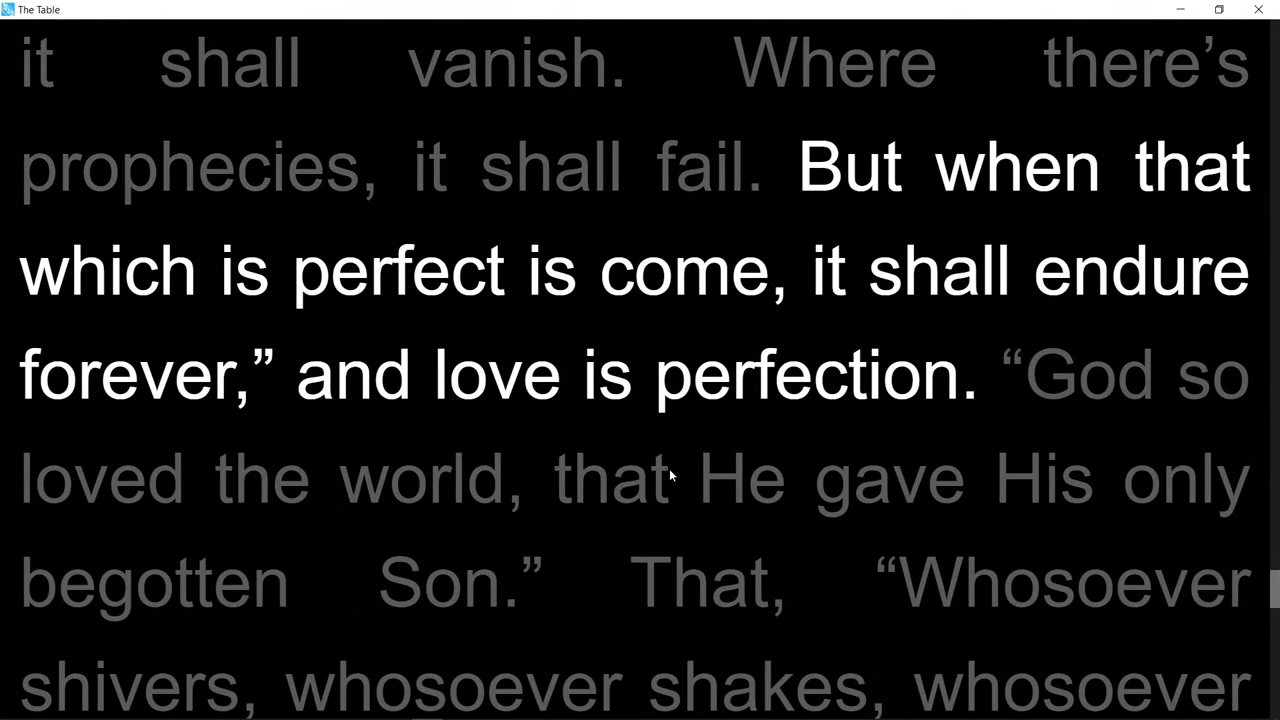 The Table
it shall vanish. Where there’s
prophecies, it shall fail. But when that
which is perfect is come, it shall endure
forever,” and love is perfection. “God so
loved the world, that He gave His only
begotten Son.” That, “Whosoever
shivers, whosoever shakes, whosoever